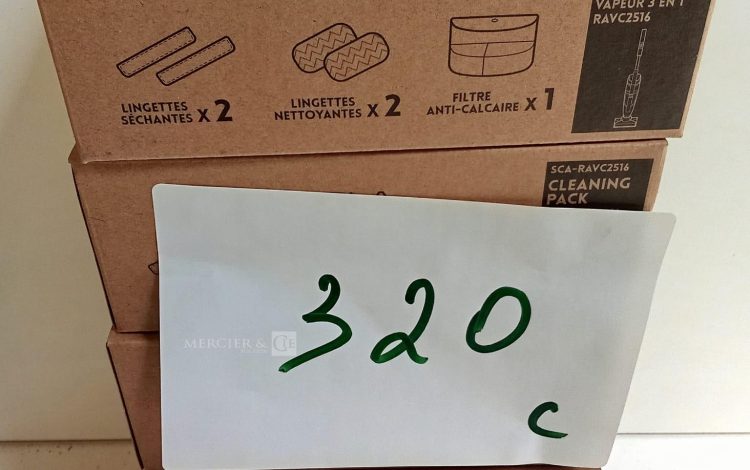 VAPEUR 3 EN 1
RAVC2516
LINGETTES
SÉCHANTES X 2
LINGETTES
NETTOYANTES X 2
FILTRE
ANTI-CALCAIRE X 1
SCA-RAVC2516
CLEANING
PACK
320
MERCIER & CIE
C